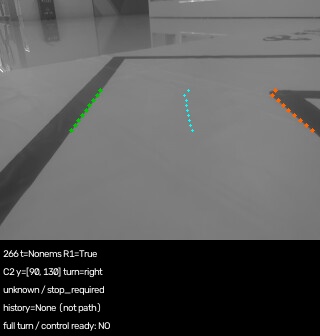 266 t=Nonems R1=True
C2 y=[90, 130] turn=right
unknown / stop_required
history=None (not path)
full turn / control ready: NO